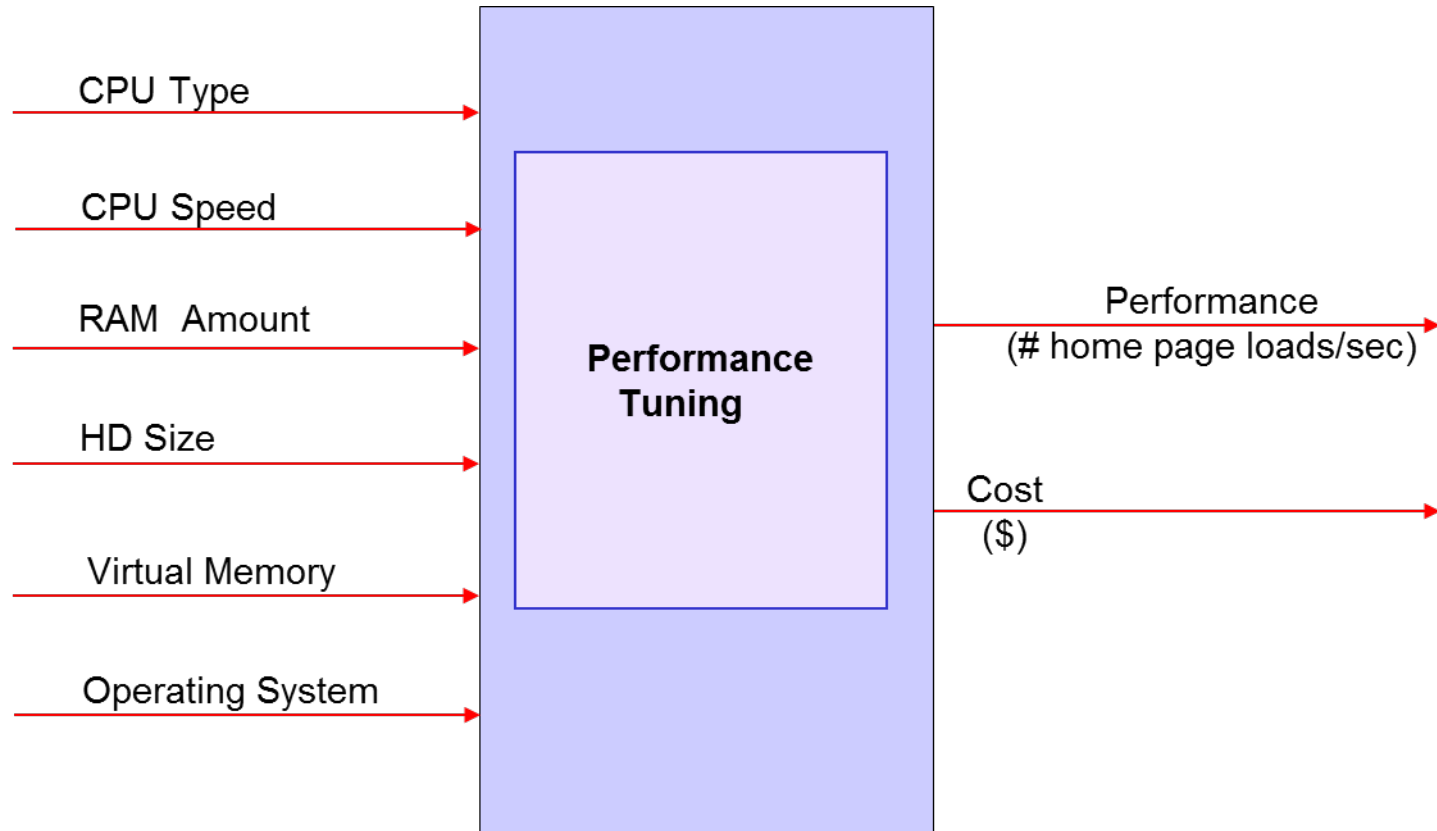 CPU Type
CPU Speed
RAM Amount
HD Size
Virtual Memory
Operating System
Performance
Tuning
Performance
(# home page loads/sec)
Cost
($)